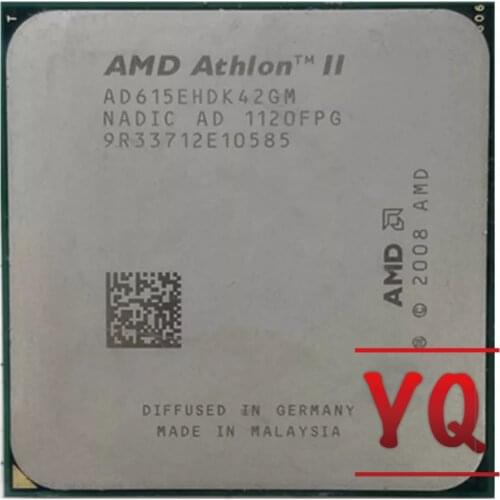 AMD Athlon™ II
AD615EHDK42GM
NADIC AD 1120FPG
9R33712E10585
AMD
® © 2008 AMD
DIFFUSED IN GERMANY
MADE IN MALAYSIA
YQ